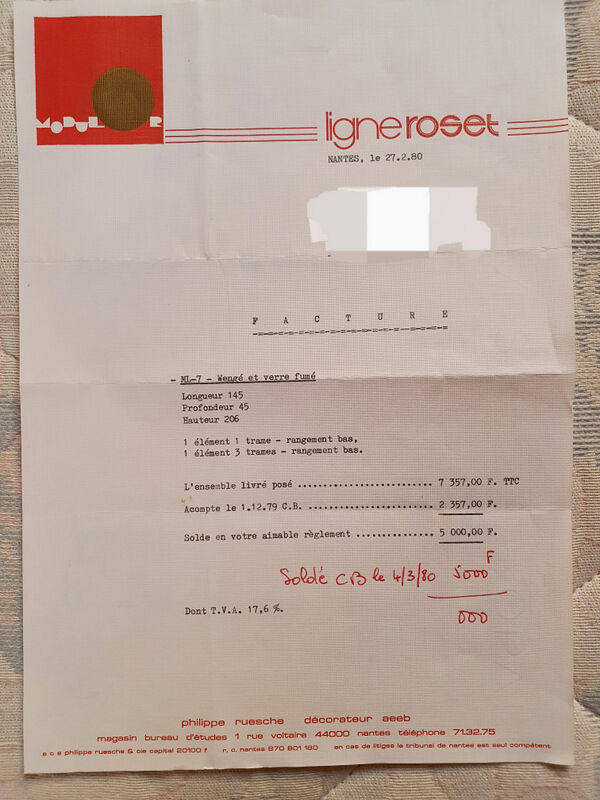 MODULOR
ligne roset
NANTES, le 27.2.80
F A C T U R E
- ML-7 - Wengé et verre fumé
Longueur 145
Profondeur 45
Hauteur 206
1 élément 1 trame - rangement bas,
1 élément 3 trames - rangement bas.
L'ensemble livré posé ........................... 7 357,00 F. TTC
Acompte le 1.12.79 C.B. ......................... 2 357,00 F.
Solde en votre aimable règlement ............... 5 000,00 F.
Soldé CB le 4/3/80 5000 F
000
Dont T.V.A. 17,6 %.
philippe ruesche décorateur aeeb
magasin bureau d'études 1 rue voltaire 44000 nantes téléphone 71.32.75
ets philippe ruesche & cie capital 20100 f r. c. nantes 870 801 180 en cas de litiges le tribunal de nantes est seul compétent